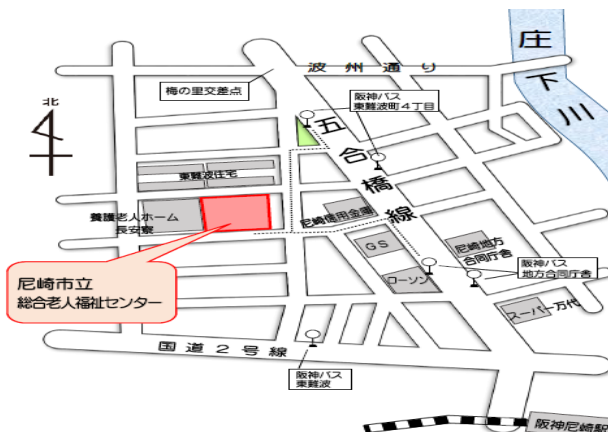 波州通り
庄下川
梅の里交差点
阪神バス
東難波町4丁目
北
五合橋線
東難波住宅
養護老人ホーム
長安寮
尼崎信用金庫
GS
ローソン
尼崎地方
合同庁舎
阪神バス
地方合同庁舎
尼崎市立
総合老人福祉センター
スーパー万代
国道2号線
阪神バス
東難波
阪神尼崎駅